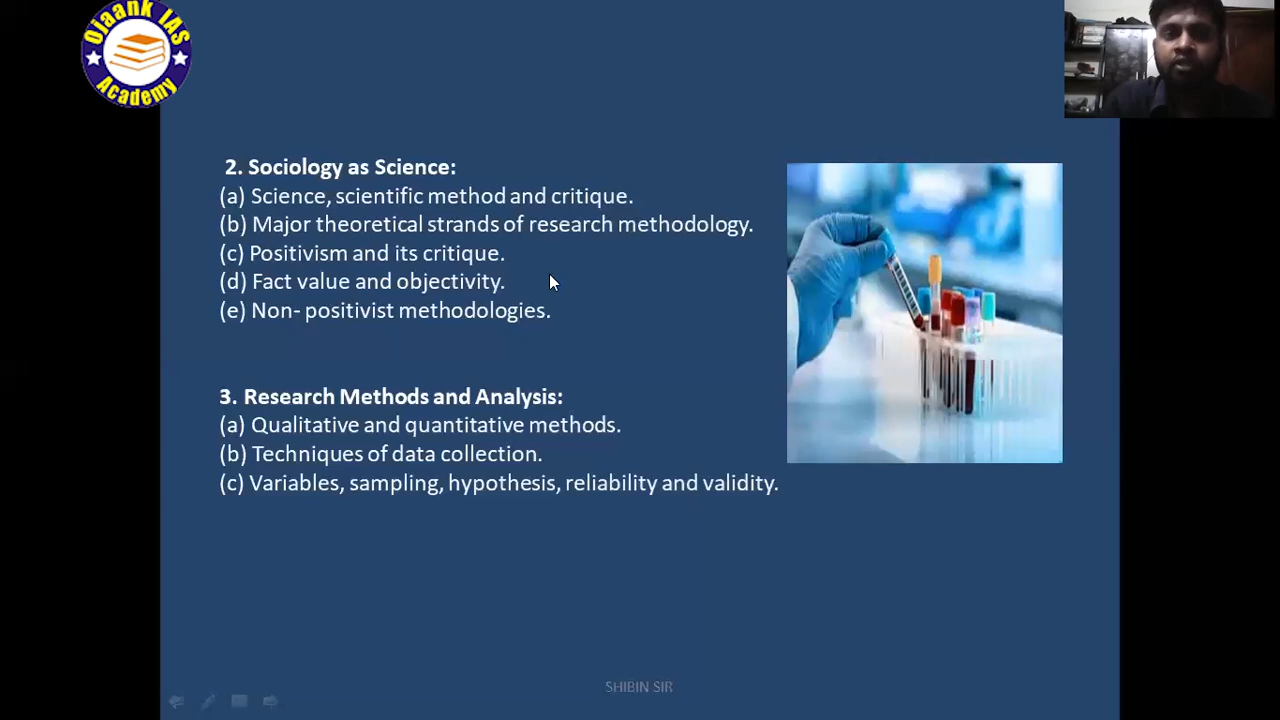 Ojaank IAS
Academy
2. Sociology as Science:
(a) Science, scientific method and critique.
(b) Major theoretical strands of research methodology.
(c) Positivism and its critique.
(d) Fact value and objectivity.
(e) Non- positivist methodologies.
3. Research Methods and Analysis:
(a) Qualitative and quantitative methods.
(b) Techniques of data collection.
(c) Variables, sampling, hypothesis, reliability and validity.
SHIBIN SIR